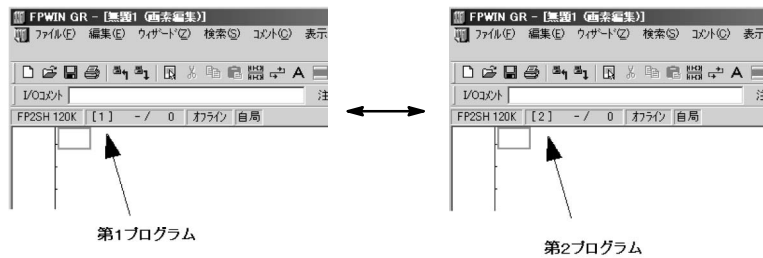 FPWIN GR - [無題1 (画素編集)]
ファイル(F) 編集(E) ウィザード(Z) 検索(S) コメント(C) 表示
I/Oコメント 注
FP2SH 120K [1] - / 0 オフライン 自局
第1プログラム
FPWIN GR - [無題1 (画素編集)]
ファイル(F) 編集(E) ウィザード(Z) 検索(S) コメント(C) 表示
I/Oコメント
FP2SH 120K [2] - / 0 オフライン 自局
第2プログラム